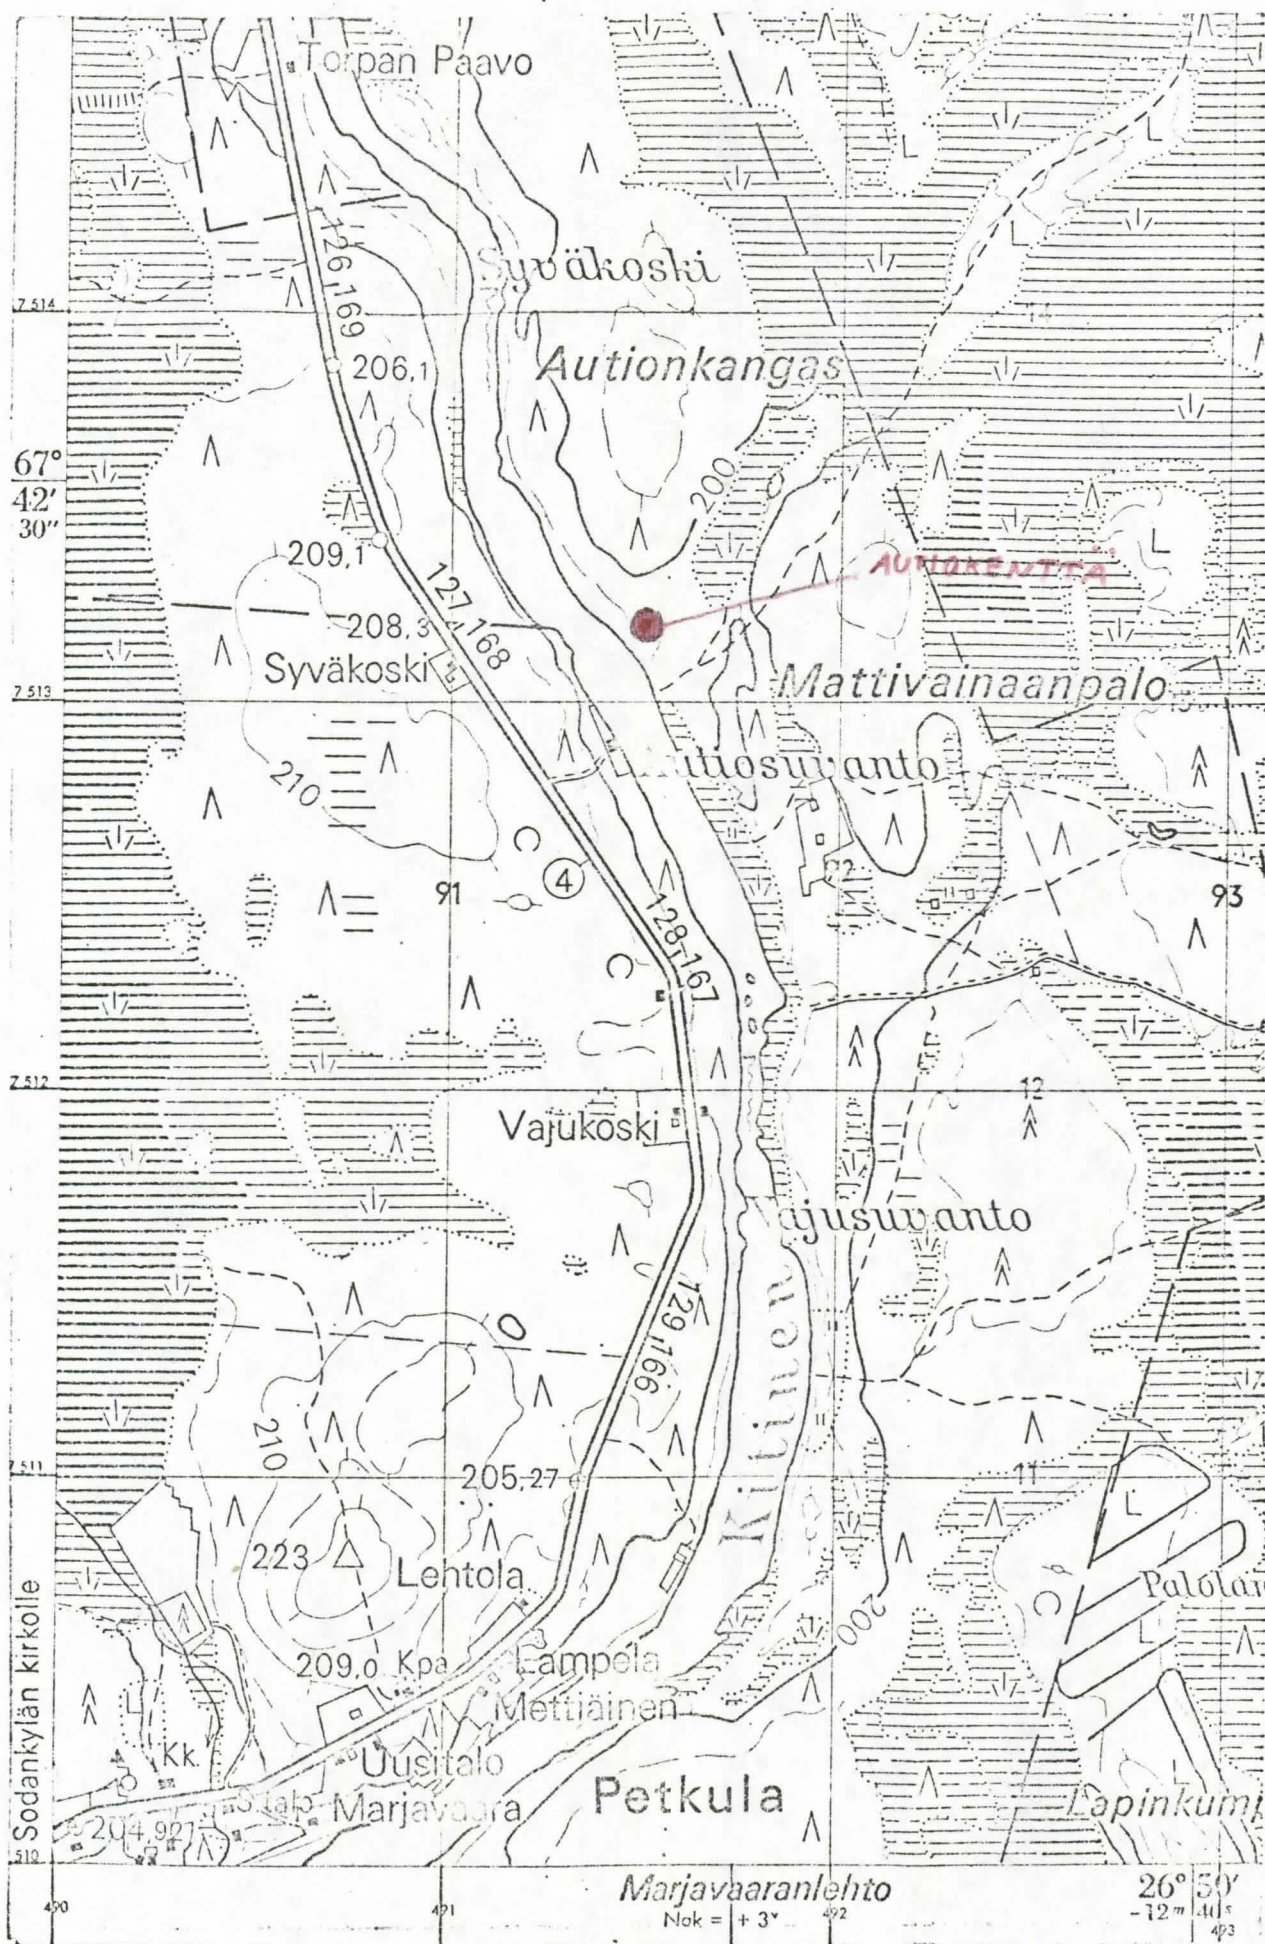 Torpan Paavo
126,169
Syväkoski
7 514
206,1
Autionkangas
67°
42'
30"
200
209,1
AUTIOKENTTÄ
127,168
208,3
Syväkoski
Mattivainaanpalo
7 513
210
C
4
91
128,167
93
C
7 512
12
Vajukoski
Vajusuvanto
129,166
Kitinen
210
7 511
205,27
11
223
Lehtola
C
200
Sodankylän kirkolle
209,0
Kpa
Lampela
Mettiäinen
Kk.
Uusitalo
Marjavaara
Petkula
204,927
510
Marjavaaranlehto
26° 50'
Nok = + 3ᵛ
-12ᵐ 40ˢ
490
491
492
493